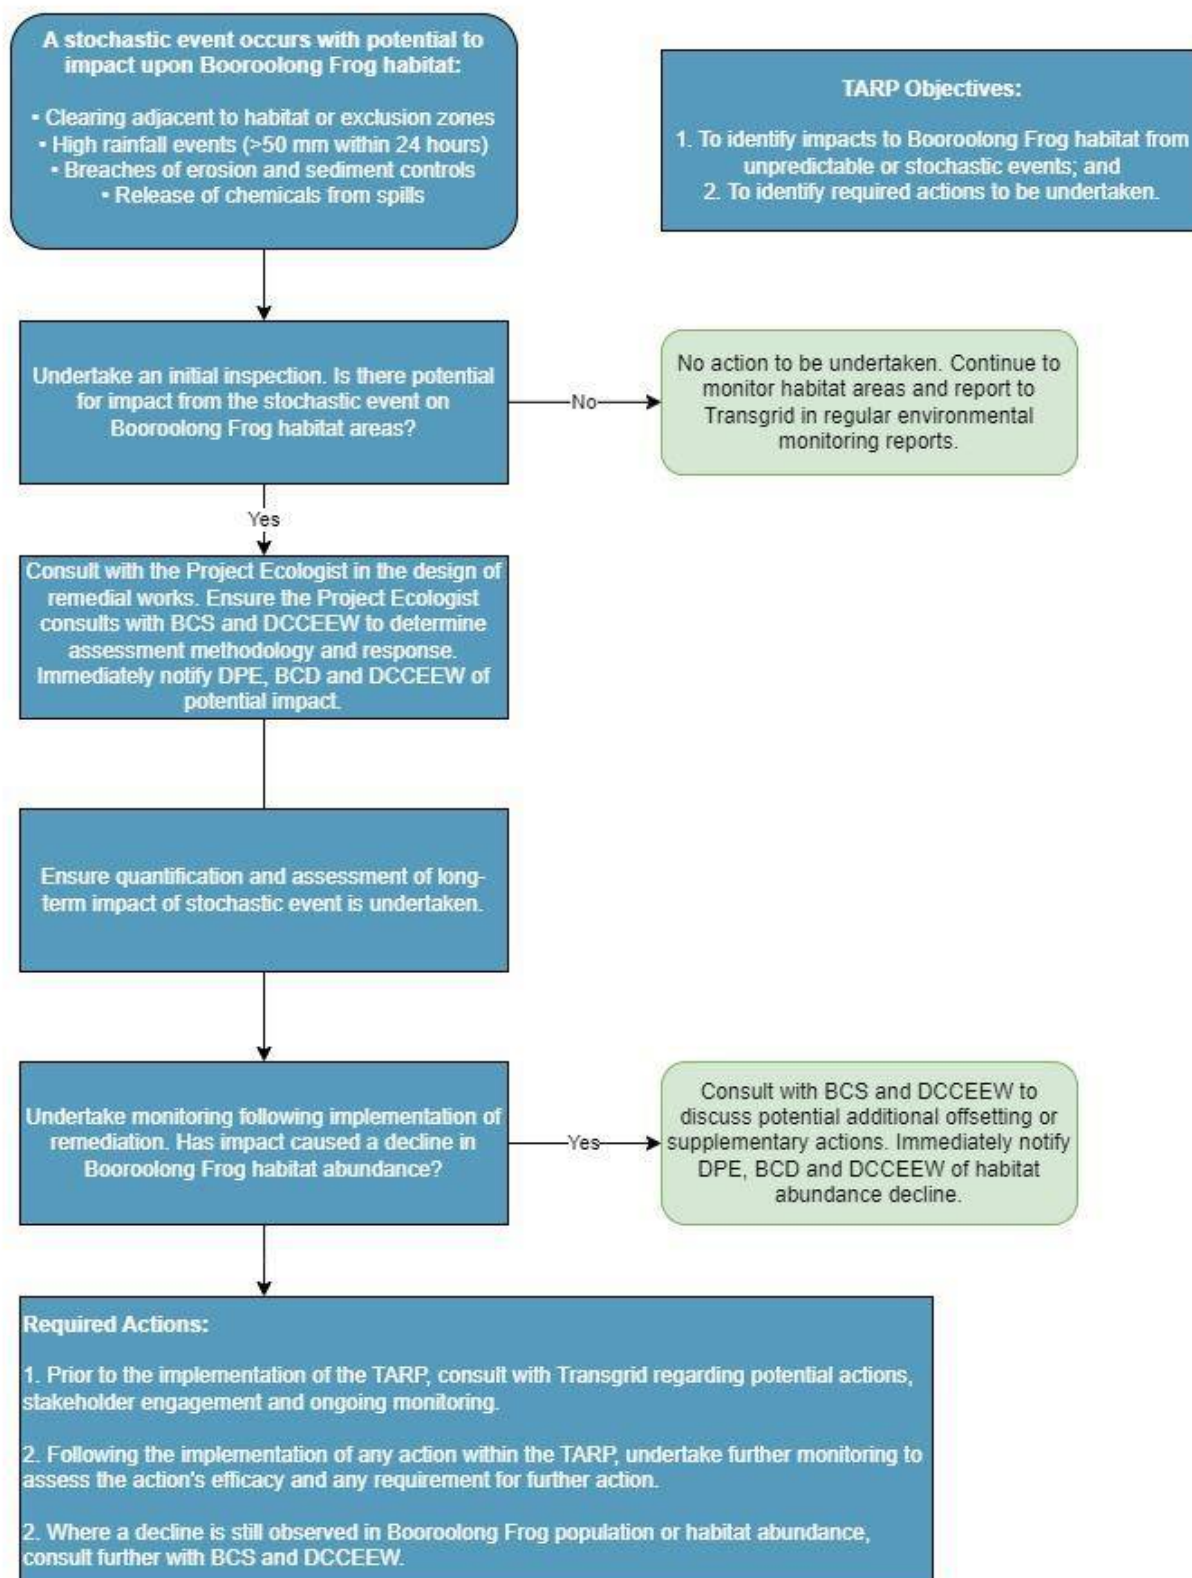 A stochastic event occurs with potential to
impact upon Booroolong Frog habitat:
• Clearing adjacent to habitat or exclusion zones
• High rainfall events (>50 mm within 24 hours)
• Breaches of erosion and sediment controls
• Release of chemicals from spills
TARP Objectives:
1. To identify impacts to Booroolong Frog habitat from
unpredictable or stochastic events; and
2. To identify required actions to be undertaken.
Undertake an initial inspection. Is there potential
for impact from the stochastic event on
Booroolong Frog habitat areas?
No
No action to be undertaken. Continue to
monitor habitat areas and report to
Transgrid in regular environmental
monitoring reports.
Yes
Consult with the Project Ecologist in the design of
remedial works. Ensure the Project Ecologist
consults with BCS and DCCEEW to determine
assessment methodology and response.
Immediately notify DPE, BCD and DCCEEW of
potential impact.
Ensure quantification and assessment of long-
term impact of stochastic event is undertaken.
Undertake monitoring following implementation of
remediation. Has impact caused a decline in
Booroolong Frog habitat abundance?
Yes
Consult with BCS and DCCEEW to
discuss potential additional offsetting or
supplementary actions. Immediately notify
DPE, BCD and DCCEEW of habitat
abundance decline.
Required Actions:
1. Prior to the implementation of the TARP, consult with Transgrid regarding potential actions,
stakeholder engagement and ongoing monitoring.
2. Following the implementation of any action within the TARP, undertake further monitoring to
assess the action's efficacy and any requirement for further action.
2. Where a decline is still observed in Booroolong Frog population or habitat abundance,
consult further with BCS and DCCEEW.